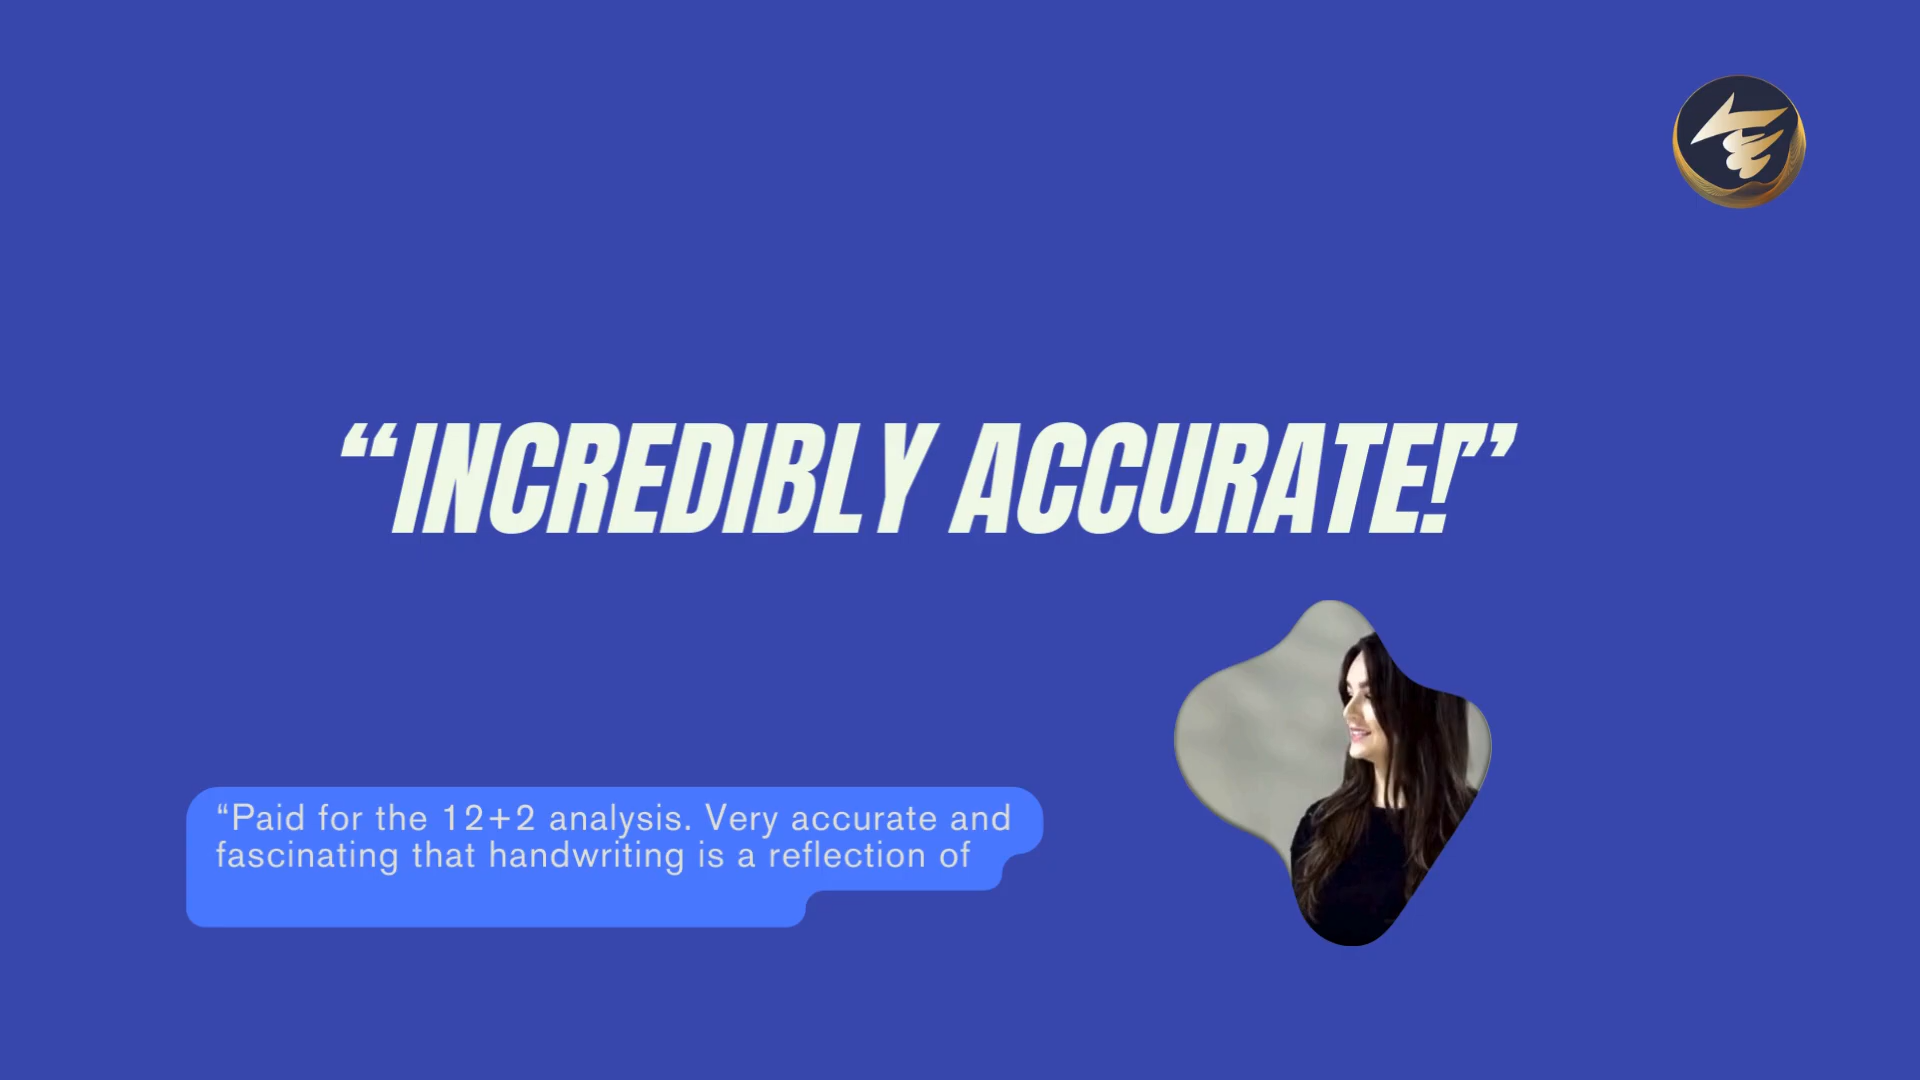 “INCREDIBLY ACCURATE!”
“Paid for the 12+2 analysis. Very accurate and
fascinating that handwriting is a reflection of